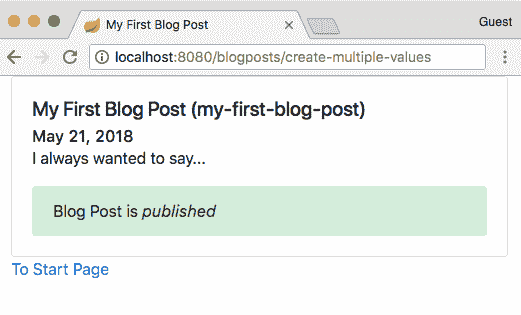 My First Blog Post
Guest
localhost:8080/blogposts/create-multiple-values
My First Blog Post (my-first-blog-post)
May 21, 2018
I always wanted to say...
Blog Post is published
To Start Page